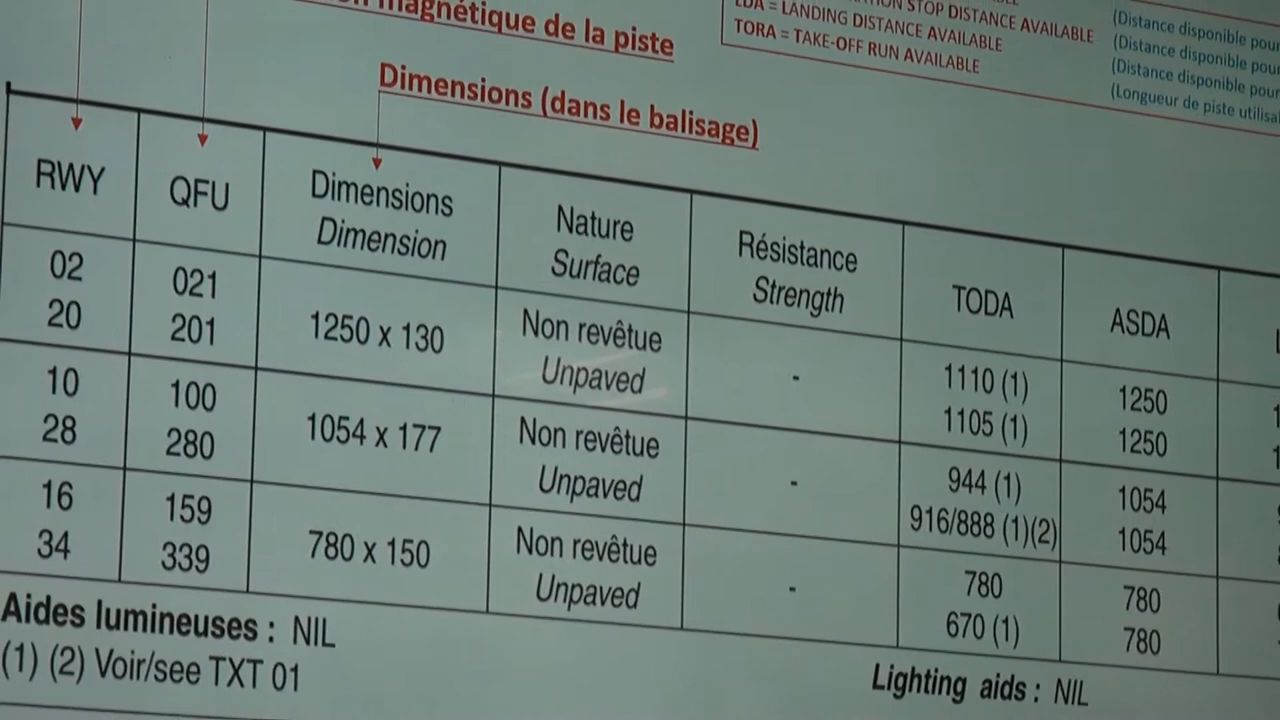 magnétique de la piste
STOP DISTANCE AVAILABLE
LDA = LANDING DISTANCE AVAILABLE
TORA = TAKE-OFF RUN AVAILABLE
(Distance disponible pour
(Distance disponible pour
(Distance disponible pour
(Longueur de piste utilisa
Dimensions (dans le balisage)
RWY QFU Dimensions Nature Résistance TODA ASDA
Dimension Surface Strength
02 021 1250 x 130 Non revêtue - 1110 (1) 1250
20 201 Unpaved 1105 (1) 1250
10 100 1054 x 177 Non revêtue - 944 (1) 1054
28 280 Unpaved 916/888 (1)(2) 1054
16 159 780 x 150 Non revêtue - 780 780
34 339 Unpaved 670 (1) 780
Aides lumineuses : NIL
Lighting aids : NIL
(1) (2) Voir/see TXT 01